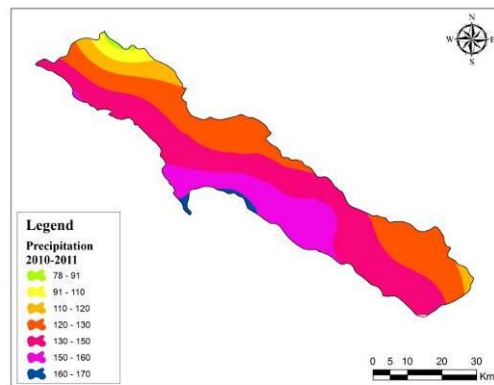 N
W E
S
Legend
Precipitation
2010-2011
78 - 91
91 - 110
110 - 120
120 - 130
130 - 150
150 - 160
160 - 170
0 5 10 20 30
Km